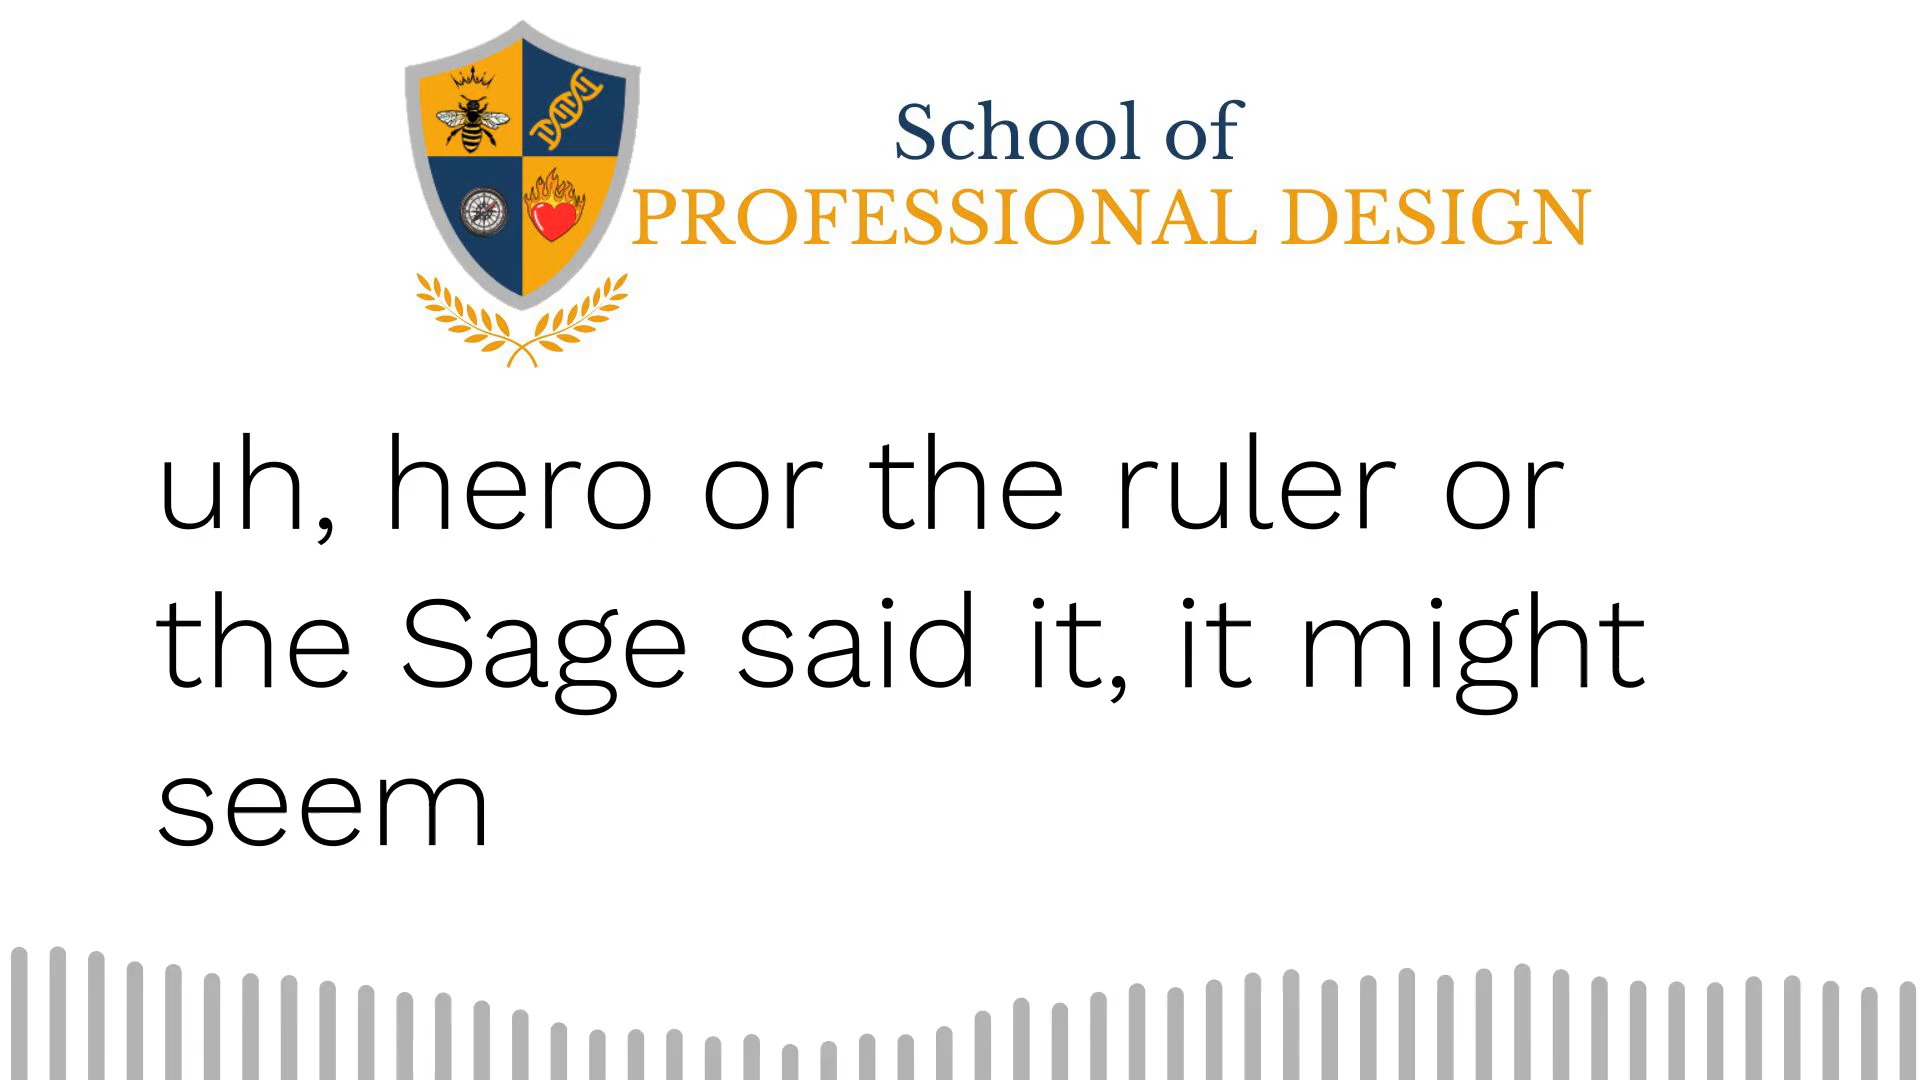 School of
PROFESSIONAL DESIGN
uh, hero or the ruler or
the Sage said it, it might
seem